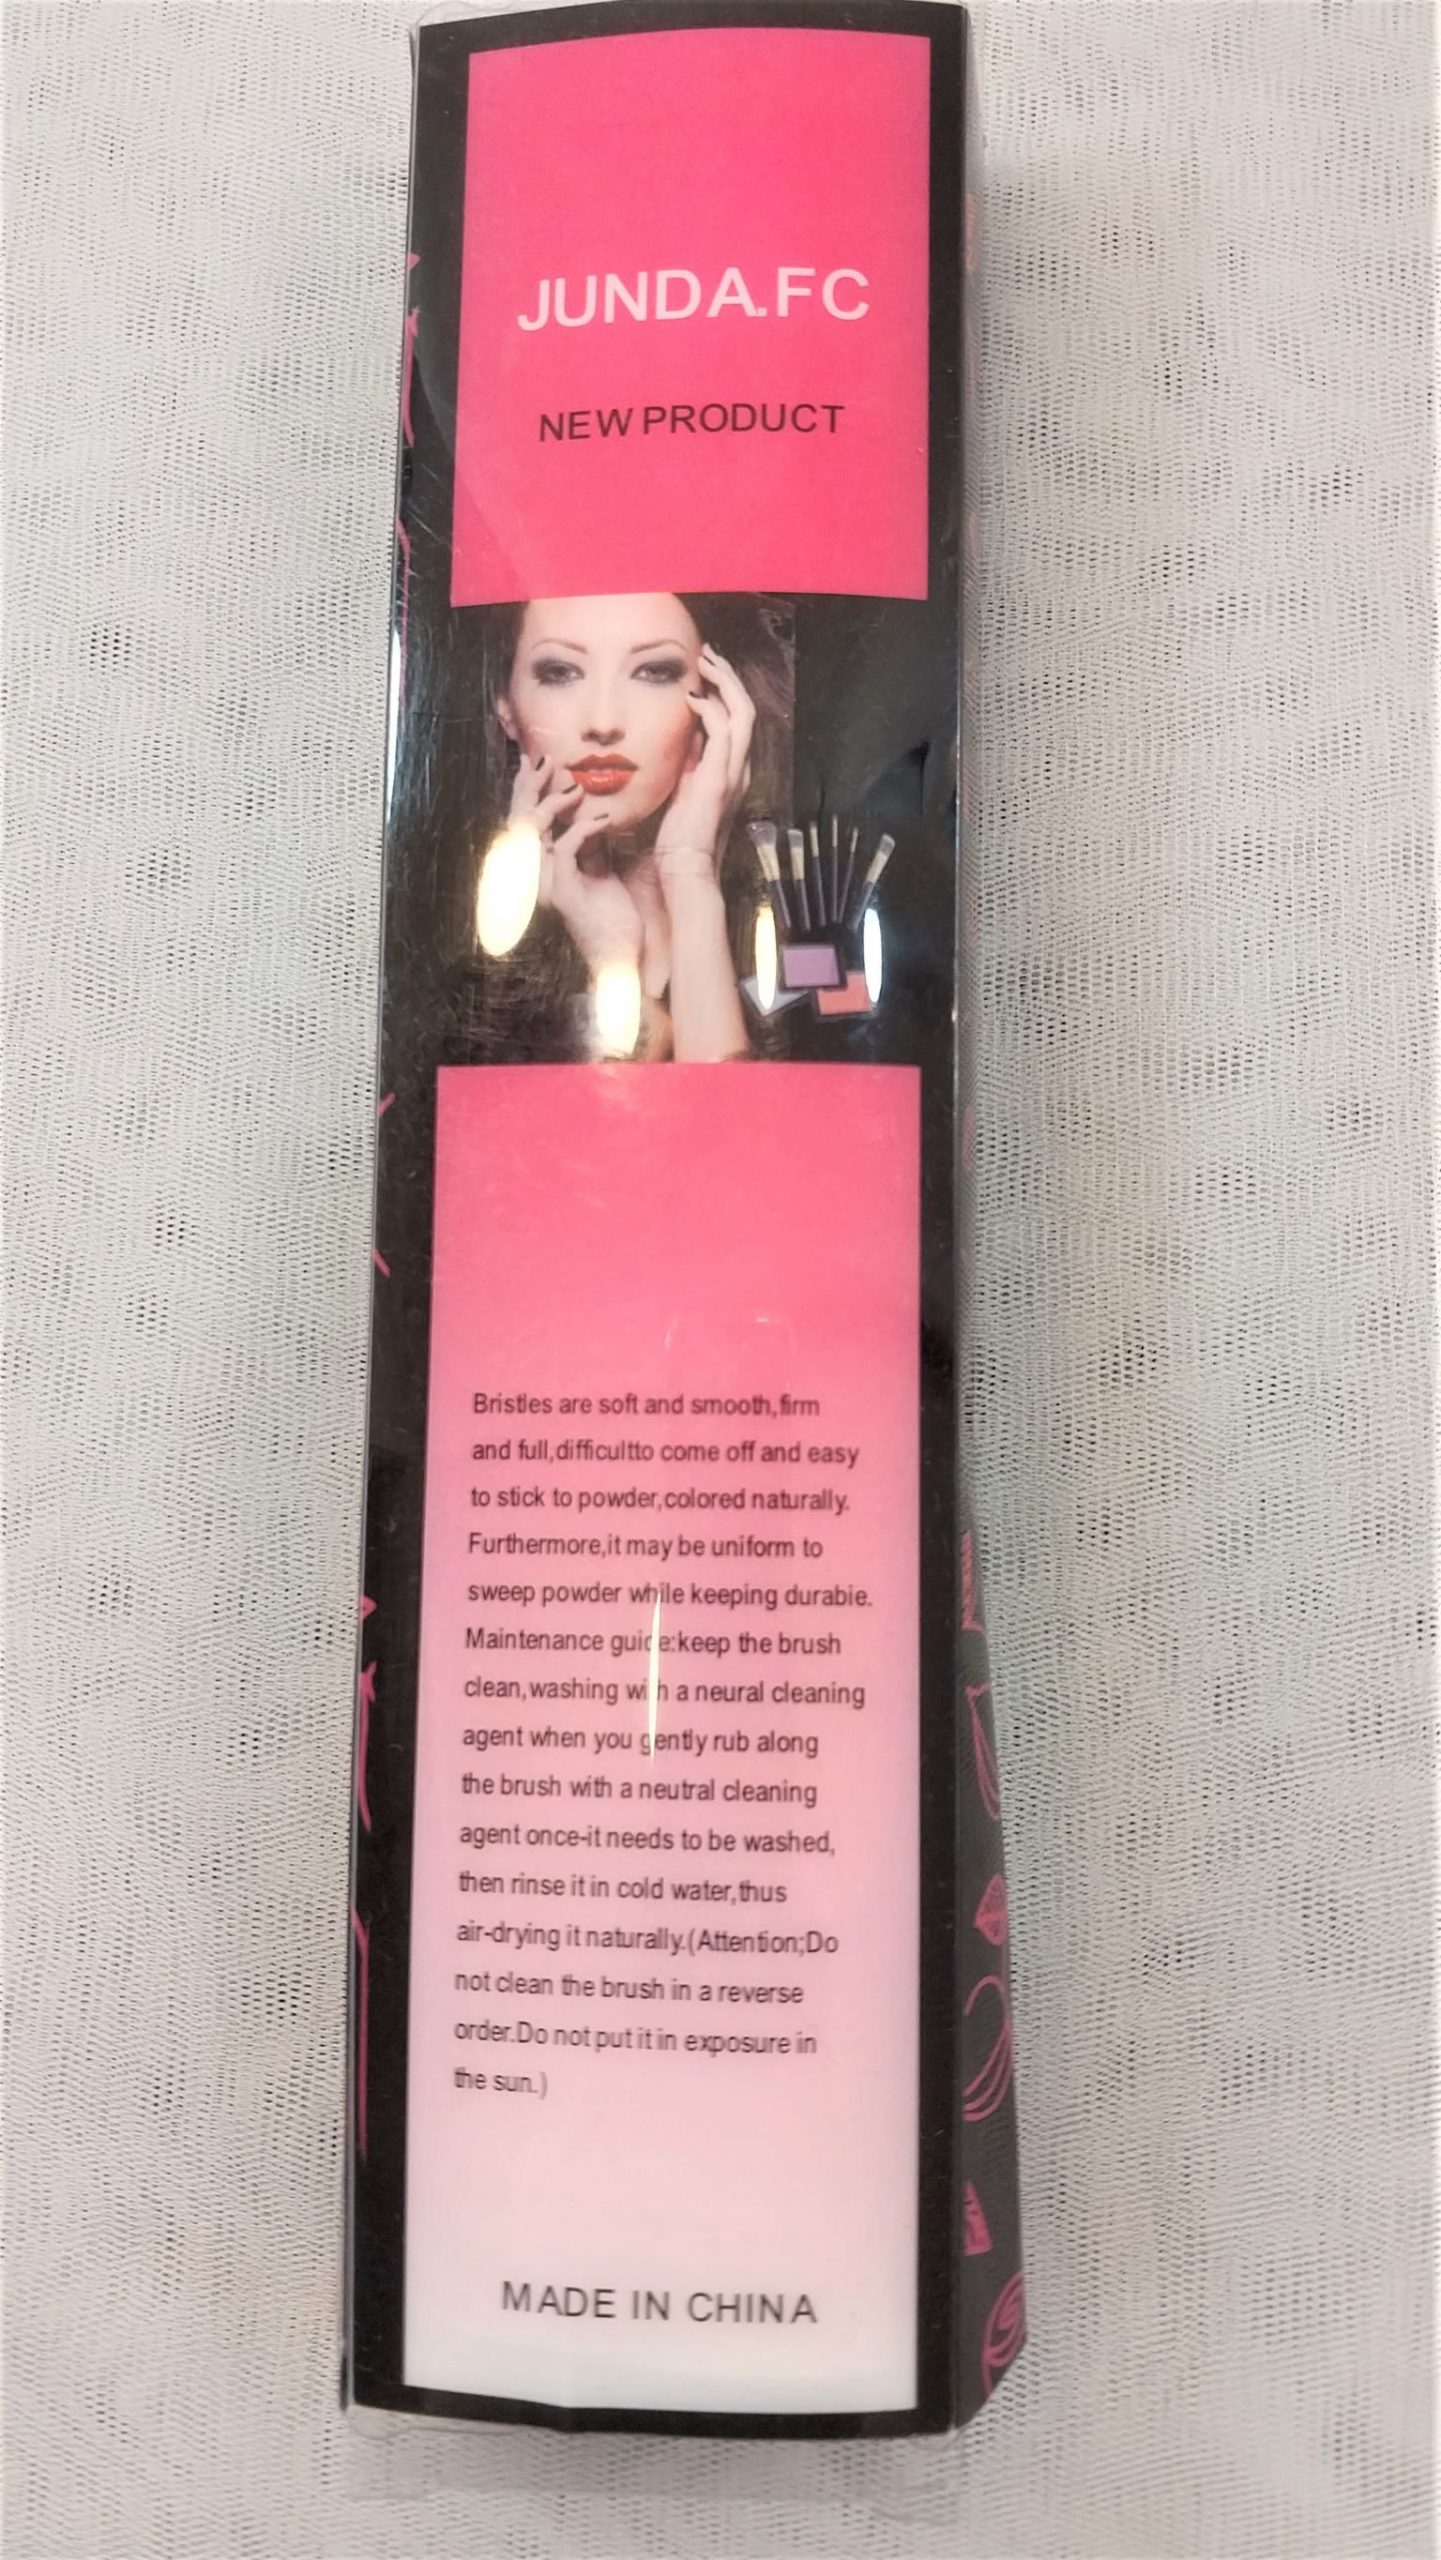 JUNDA.FC
NEW PRODUCT
Bristles are soft and smooth,firm
and full,difficultto come off and easy
to stick to powder,colored naturally.
Furthermore,it may be uniform to
sweep powder while keeping durabie.
Maintenance guide:keep the brush
clean,washing with a neural cleaning
agent when you gently rub along
the brush with a neutral cleaning
agent once-it needs to be washed,
then rinse it in cold water,thus
air-drying it naturally.(Attention;Do
not clean the brush in a reverse
order.Do not put it in exposure in
the sun.)
MADE IN CHINA